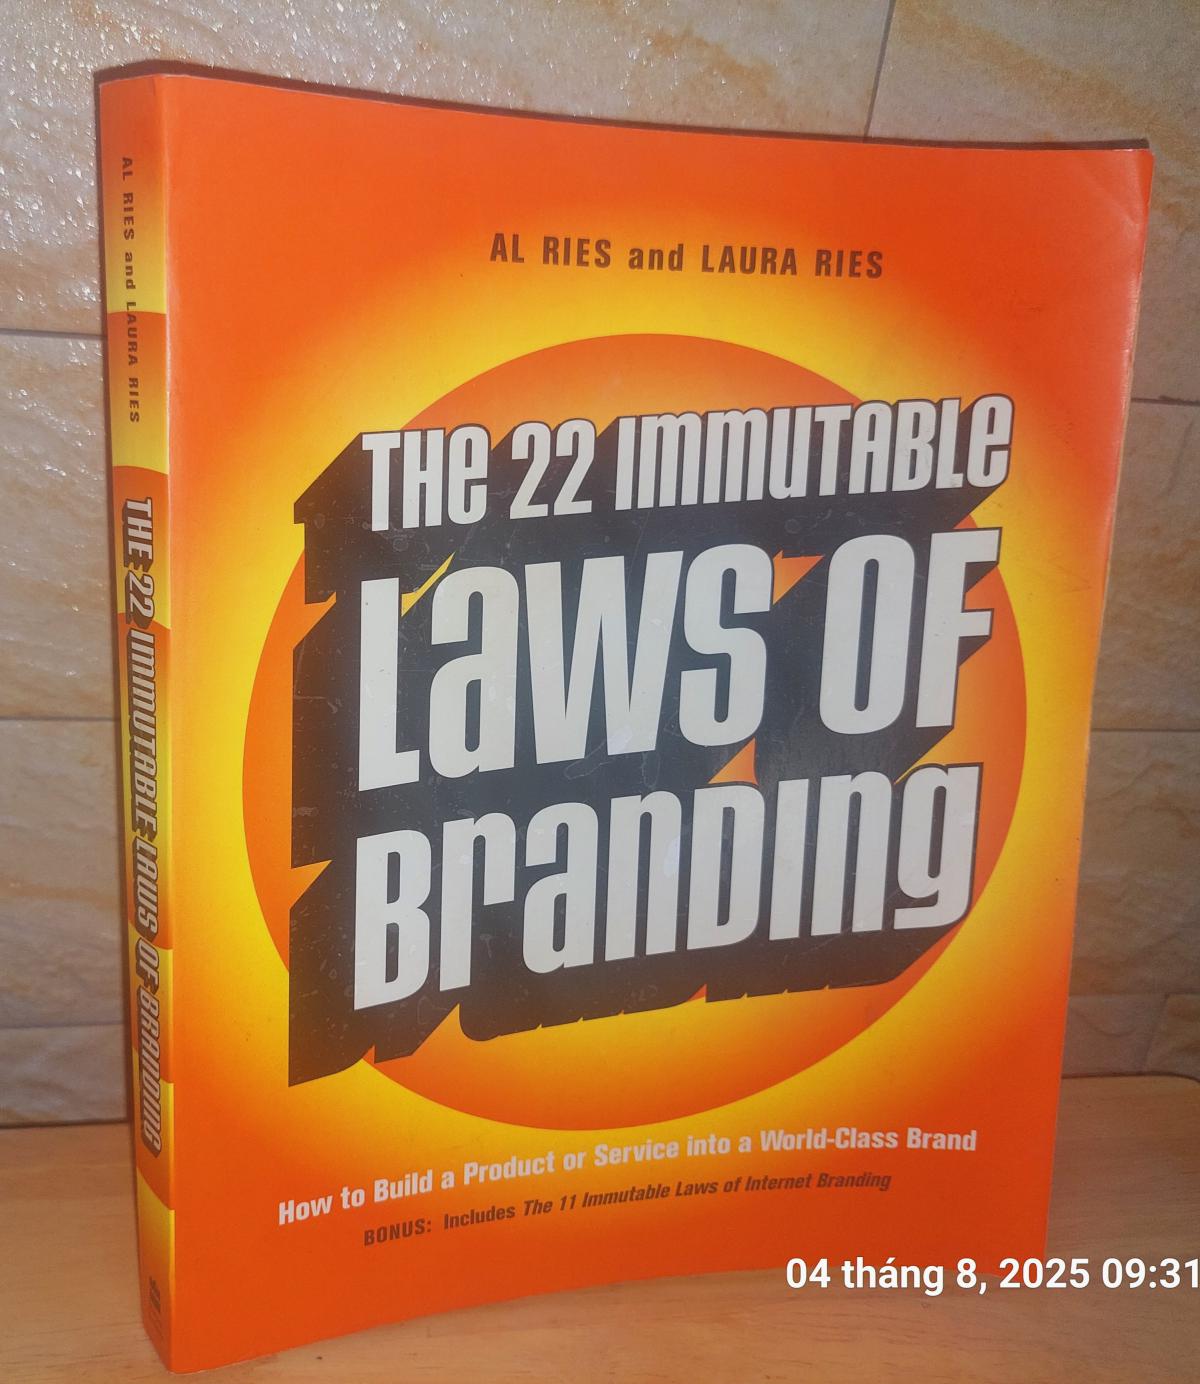 AL RIES and LAURA RIES
THE 22 IMMUTABLE LAWS OF BRANDING
AL RIES and LAURA RIES
THe 22 ImmuTABLe
Laws OF
BranDIng
How to Build a Product or Service into a World-Class Brand
BONUS: Includes The 11 Immutable Laws of Internet Branding
04 tháng 8, 2025 09:31